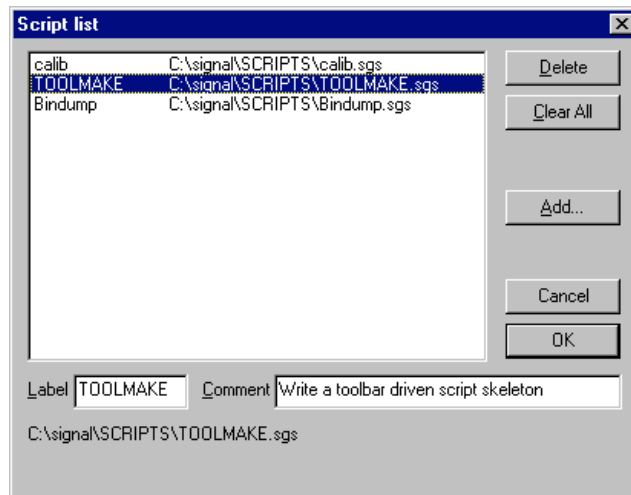 Script list
calib C:\signal\SCRIPTS\calib.sgs
TOOLMAKE C:\signal\SCRIPTS\TOOLMAKE.sgs
Bindump C:\signal\SCRIPTS\Bindump.sgs
Delete
Clear All
Add...
Cancel
OK
Label TOOLMAKE Comment Write a toolbar driven script skeleton
C:\signal\SCRIPTS\TOOLMAKE.sgs